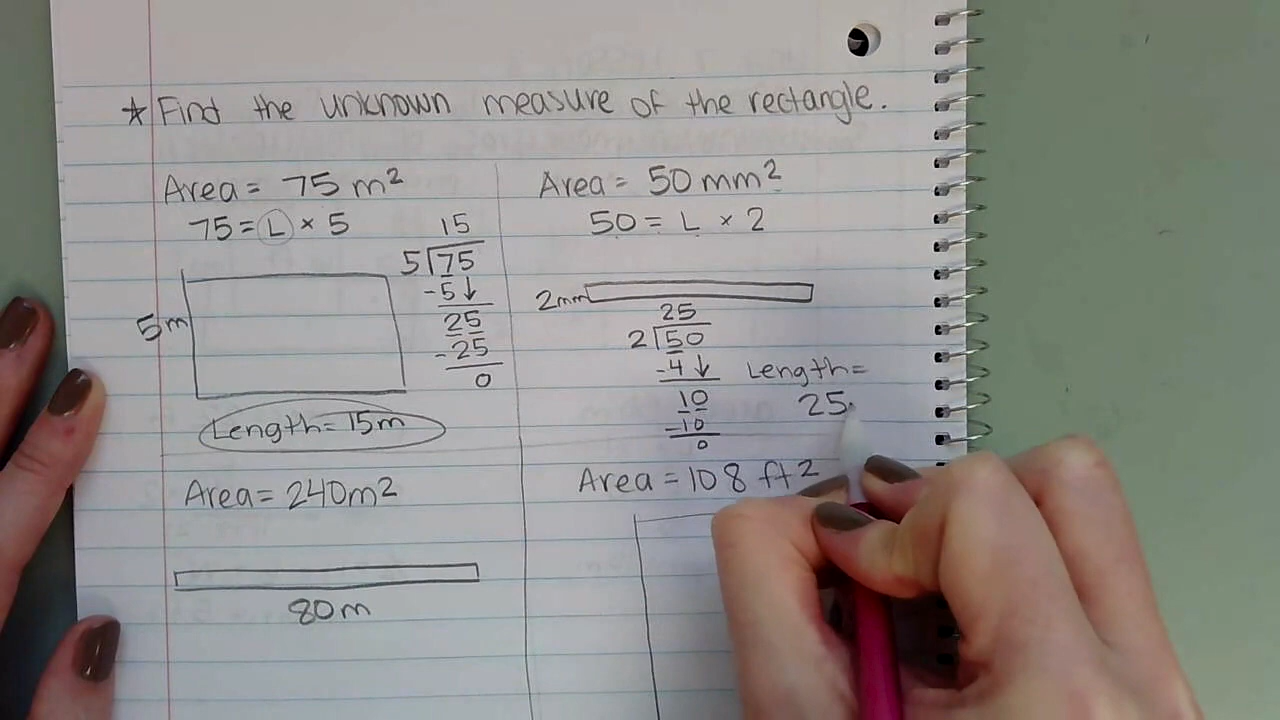 * Find the unknown measure of the rectangle.
Area = 75 m²
75 = L × 5
15
5√75
-5↓
25
-25
0
5m
Length = 15m
Area = 50 mm²
50 = L × 2
2mm
25
2√50
-4↓
10
-10
0
Length =
25
Area = 240m²
80m
Area = 108 ft²